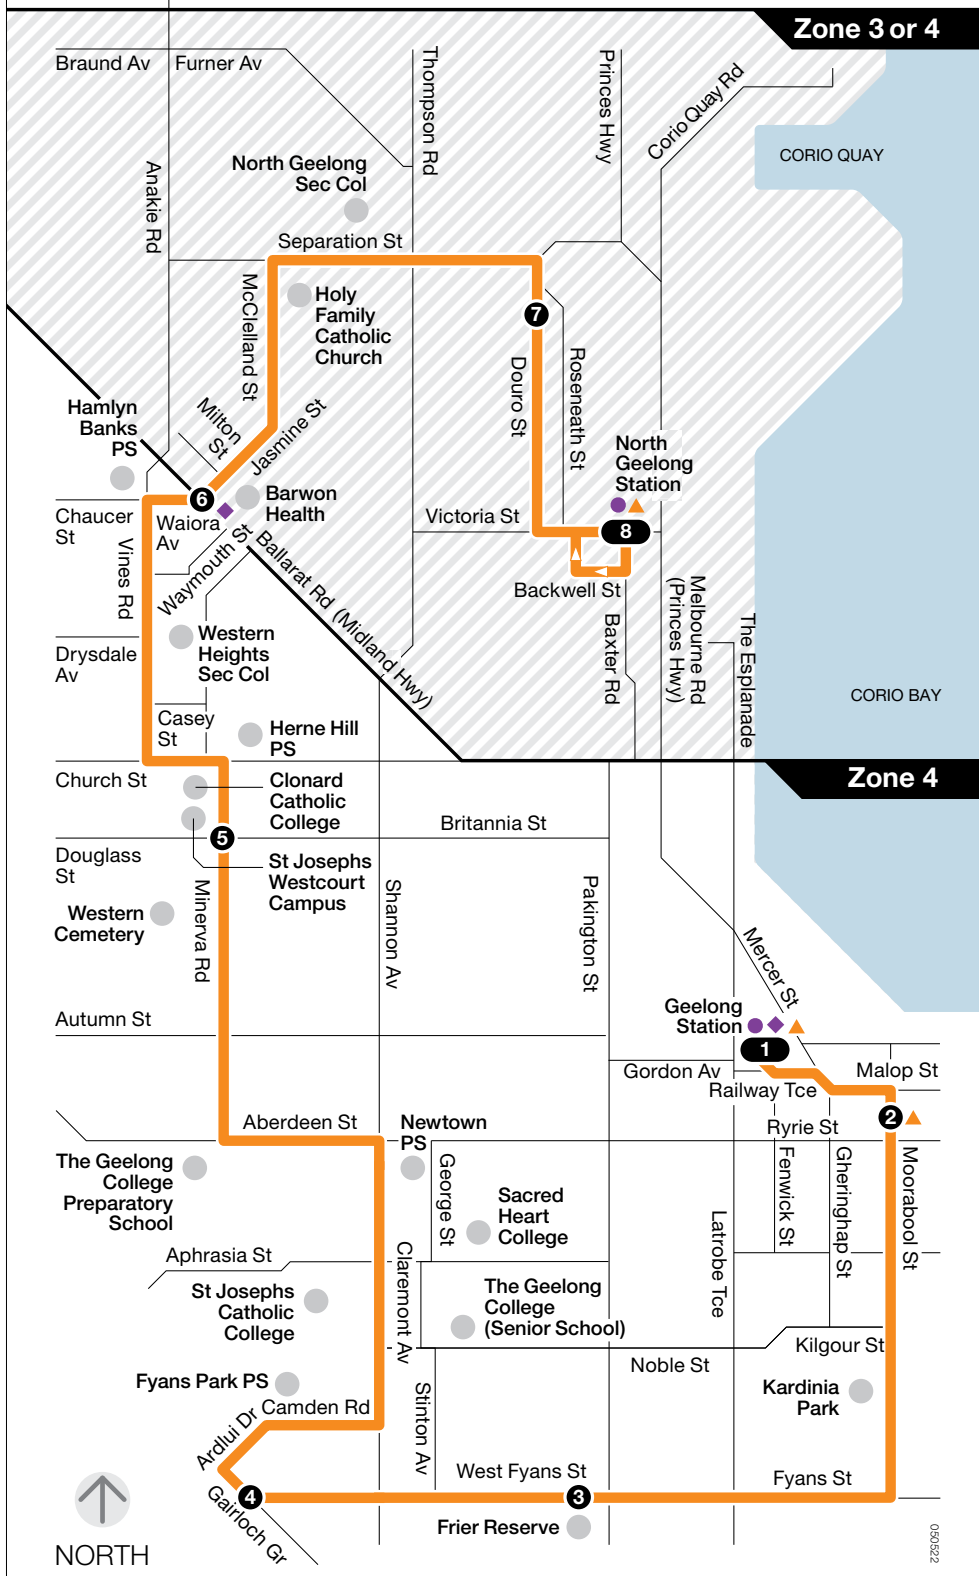 Zone 3 or 4
Braund Av
Furner Av
Thompson Rd
Princes Hwy
Corio Quay Rd
CORIO QUAY
Anakie Rd
North Geelong
Sec Col
Separation St
McClelland St
Holy
Family
Catholic
Church
7
Douro St
Roseneath St
Hamlyn
Banks
PS
Milton
St
Jasmine St
North
Geelong
Station
6
Barwon
Health
Chaucer
St
Waiora
Av
Victoria St
8
Vines Rd
Waymouth St
Ballarat Rd (Midland Hwy)
Backwell St
Baxter Rd
Melbourne Rd
(Princes Hwy)
The Esplanade
Western
Heights
Sec Col
Drysdale
Av
CORIO BAY
Casey
St
Herne Hill
PS
Church St
Zone 4
Clonard
Catholic
College
5
Britannia St
Douglass
St
St Josephs
Westcourt
Campus
Minerva Rd
Shannon Av
Pakington St
Western
Cemetery
Mercer St
Geelong
Station
Autumn St
1
Gordon Av
Malop St
Railway Tce
2
Aberdeen St
Newtown
PS
Ryrie St
The Geelong
College
Preparatory
School
George St
Sacred
Heart
College
Fenwick St
Gheringhap St
Moorabool St
Latrobe Tce
Aphrasia St
Claremont Av
St Josephs
Catholic
College
The Geelong
College
(Senior School)
Kilgour St
Noble St
Fyans Park PS
Kardinia
Park
Camden Rd
Stinton Av
Ardlui Dr
West Fyans St
Fyans St
4
3
Gairloch Gr
Frier Reserve
NORTH
050522